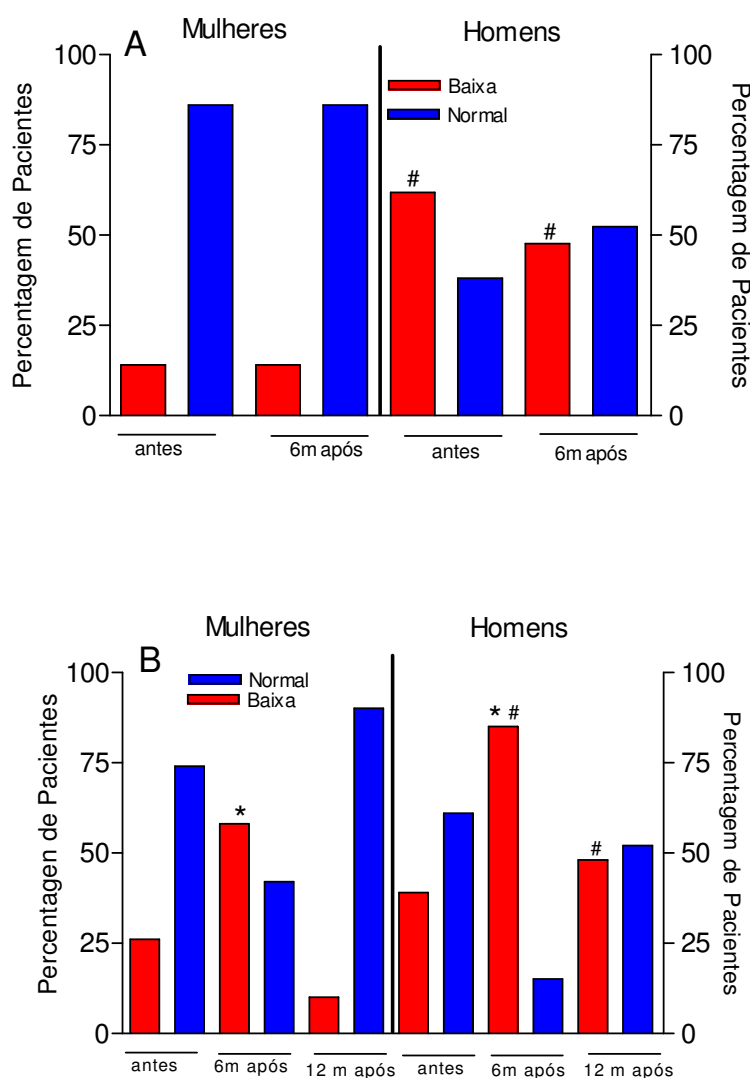 A
Mulheres
Homens
Percentagem de Pacientes
100
75
50
25
0
Baixa
Normal
#
#
100
75
50
25
0
Percentagem de Pacientes
antes
6m após
antes
6m após
B
Mulheres
Homens
Percentagen de Pacientes
100
75
50
25
0
Normal
Baixa
*
* #
#
100
75
50
25
0
Percentagem de Pacientes
antes
6m após
12 m após
antes
6m após
12 m após